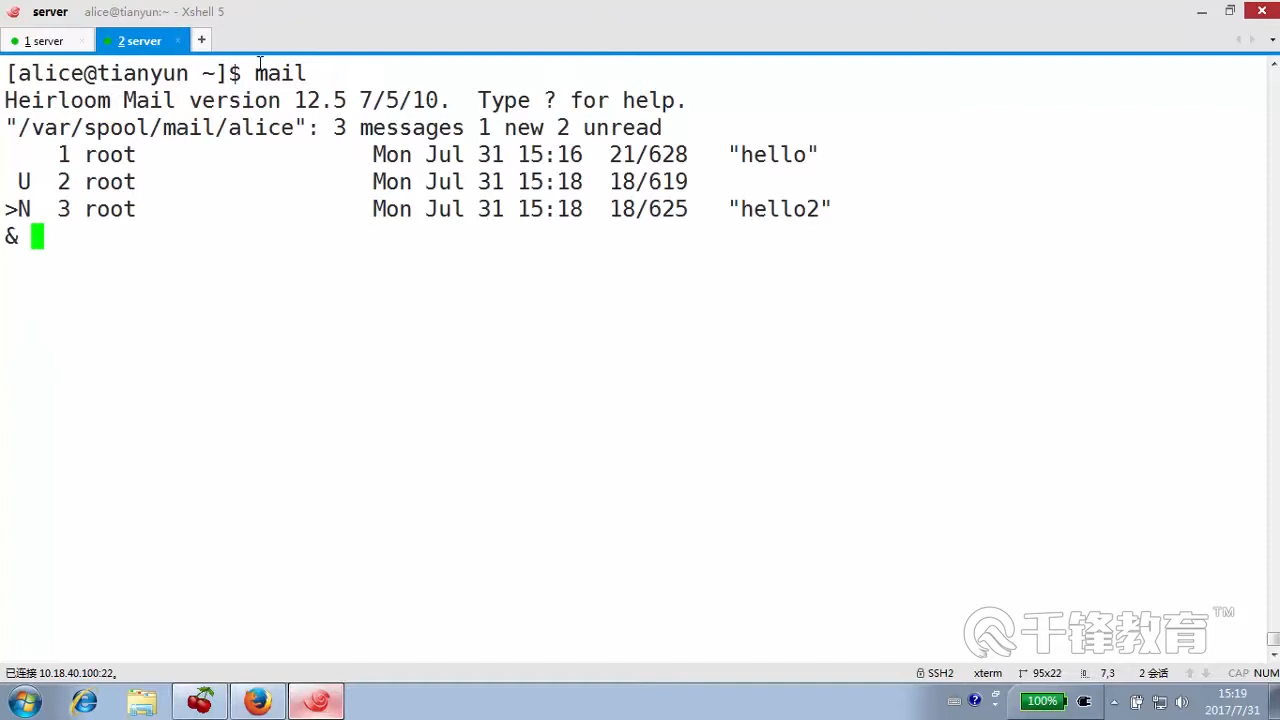 server alice@tianyun:~ - Xshell 5
1 server
2 server
[alice@tianyun ~]$ mail
Heirloom Mail version 12.5 7/5/10.  Type ? for help.
"/var/spool/mail/alice": 3 messages 1 new 2 unread
    1 root                  Mon Jul 31 15:16  21/628   "hello"
 U  2 root                  Mon Jul 31 15:18  18/619
>N  3 root                  Mon Jul 31 15:18  18/625   "hello2"
&
千锋教育™
已连接 10.18.40.100:22。 SSH2 xterm 95x22 7,3 2 会话 CAP NUM
100% 15:19
2017/7/31